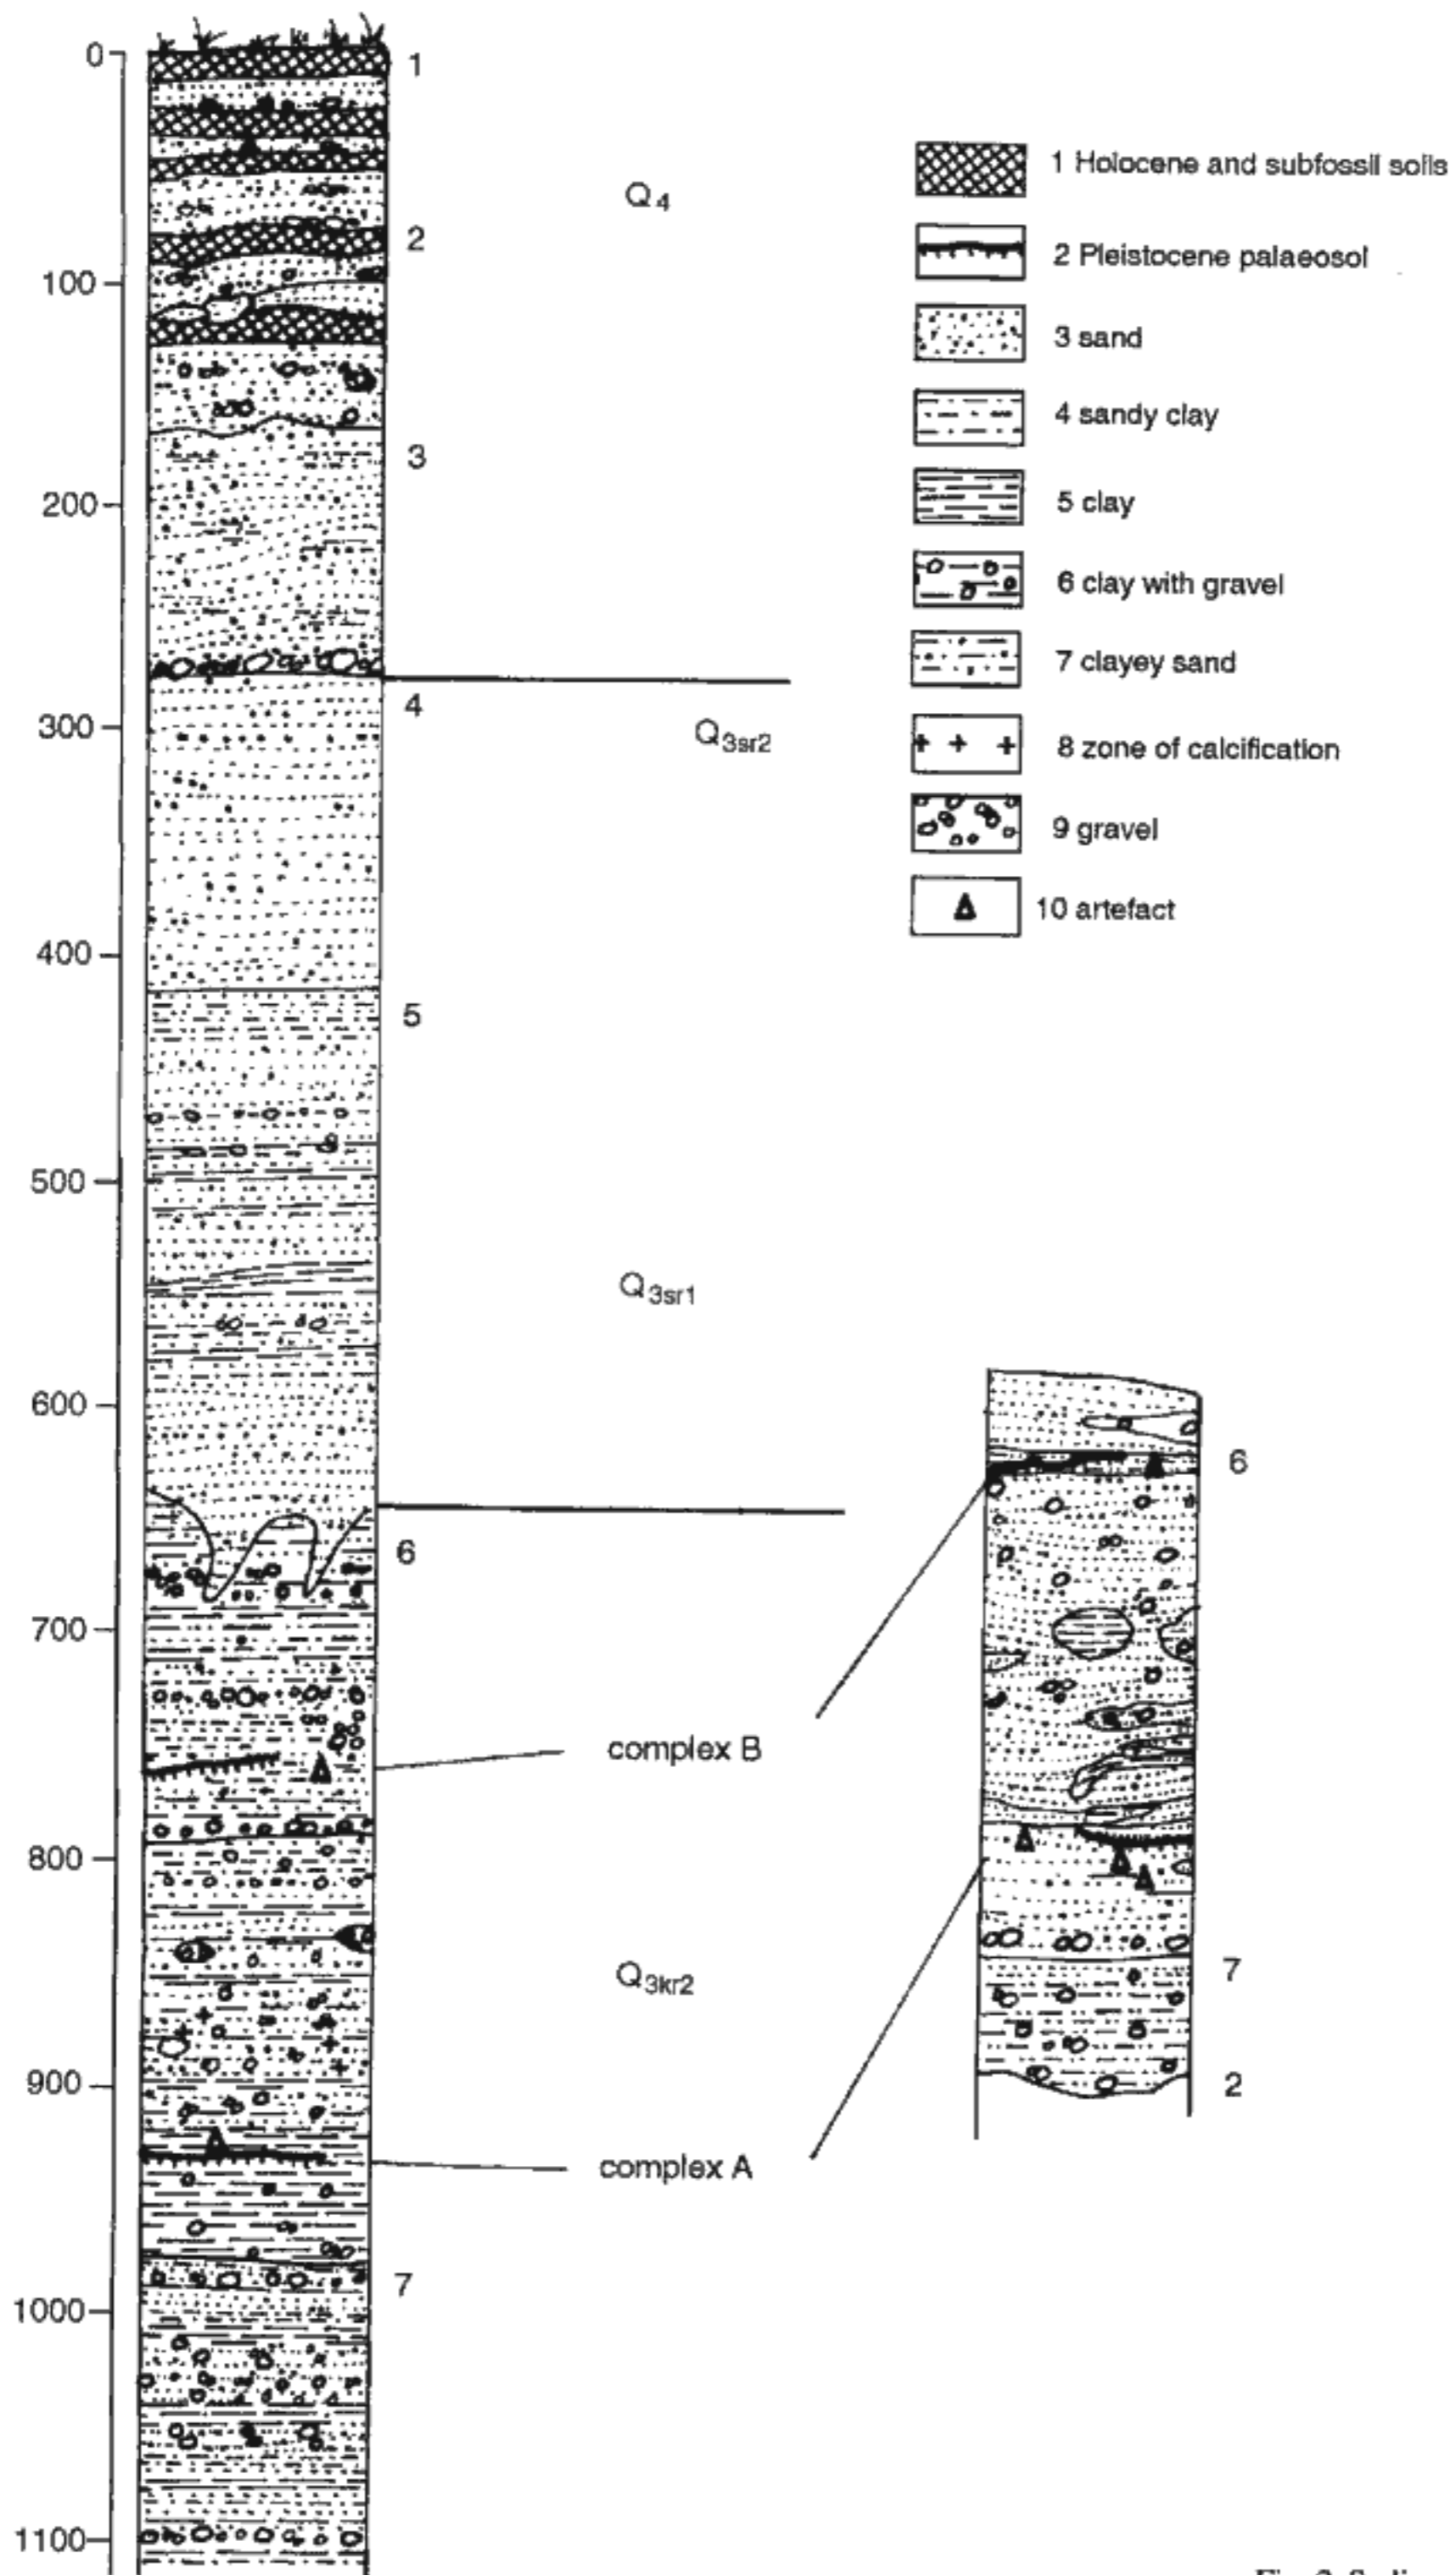 0
1
Q4
2
100
3
200
4
300
Q3sr2
400
5
500
Q3sr1
600
6
700
complex B
800
Q3kr2
900
complex A
7
1000
1100
1 Holocene and subfossil soils
2 Pleistocene palaeosol
3 sand
4 sandy clay
5 clay
6 clay with gravel
7 clayey sand
8 zone of calcification
9 gravel
10 artefact
6
7
2